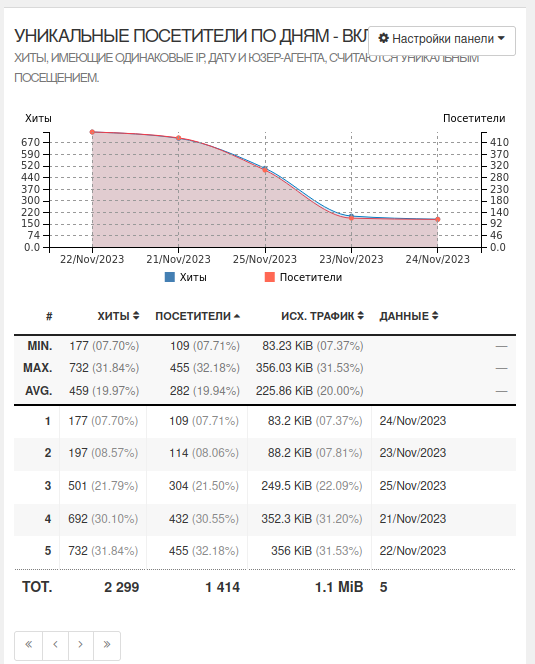 УНИКАЛЬНЫЕ ПОСЕТИТЕЛИ ПО ДНЯМ - ВКЛ
Настройки панели
ХИТЫ, ИМЕЮЩИЕ ОДИНАКОВЫЕ IP, ДАТУ И ЮЗЕР-АГЕНТА, СЧИТАЮТСЯ УНИКАЛЬНЫМ
ПОСЕЩЕНИЕМ.
Хиты Посетители
670 410
590 370
520 320
440 280
370 230
300 180
220 140
150 92
74 46
0.0 0.0
22/Nov/2023 21/Nov/2023 25/Nov/2023 23/Nov/2023 24/Nov/2023
Хиты Посетители
# ХИТЫ ПОСЕТИТЕЛИ ИСХ. ТРАФИК ДАННЫЕ
MIN. 177 (07.70%) 109 (07.71%) 83.23 KiB (07.37%) —
MAX. 732 (31.84%) 455 (32.18%) 356.03 KiB (31.53%) —
AVG. 459 (19.97%) 282 (19.94%) 225.86 KiB (20.00%) —
1 177 (07.70%) 109 (07.71%) 83.2 KiB (07.37%) 24/Nov/2023
2 197 (08.57%) 114 (08.06%) 88.2 KiB (07.81%) 23/Nov/2023
3 501 (21.79%) 304 (21.50%) 249.5 KiB (22.09%) 25/Nov/2023
4 692 (30.10%) 432 (30.55%) 352.3 KiB (31.20%) 21/Nov/2023
5 732 (31.84%) 455 (32.18%) 356 KiB (31.53%) 22/Nov/2023
TOT. 2 299 1 414 1.1 MiB 5
« ‹ › »